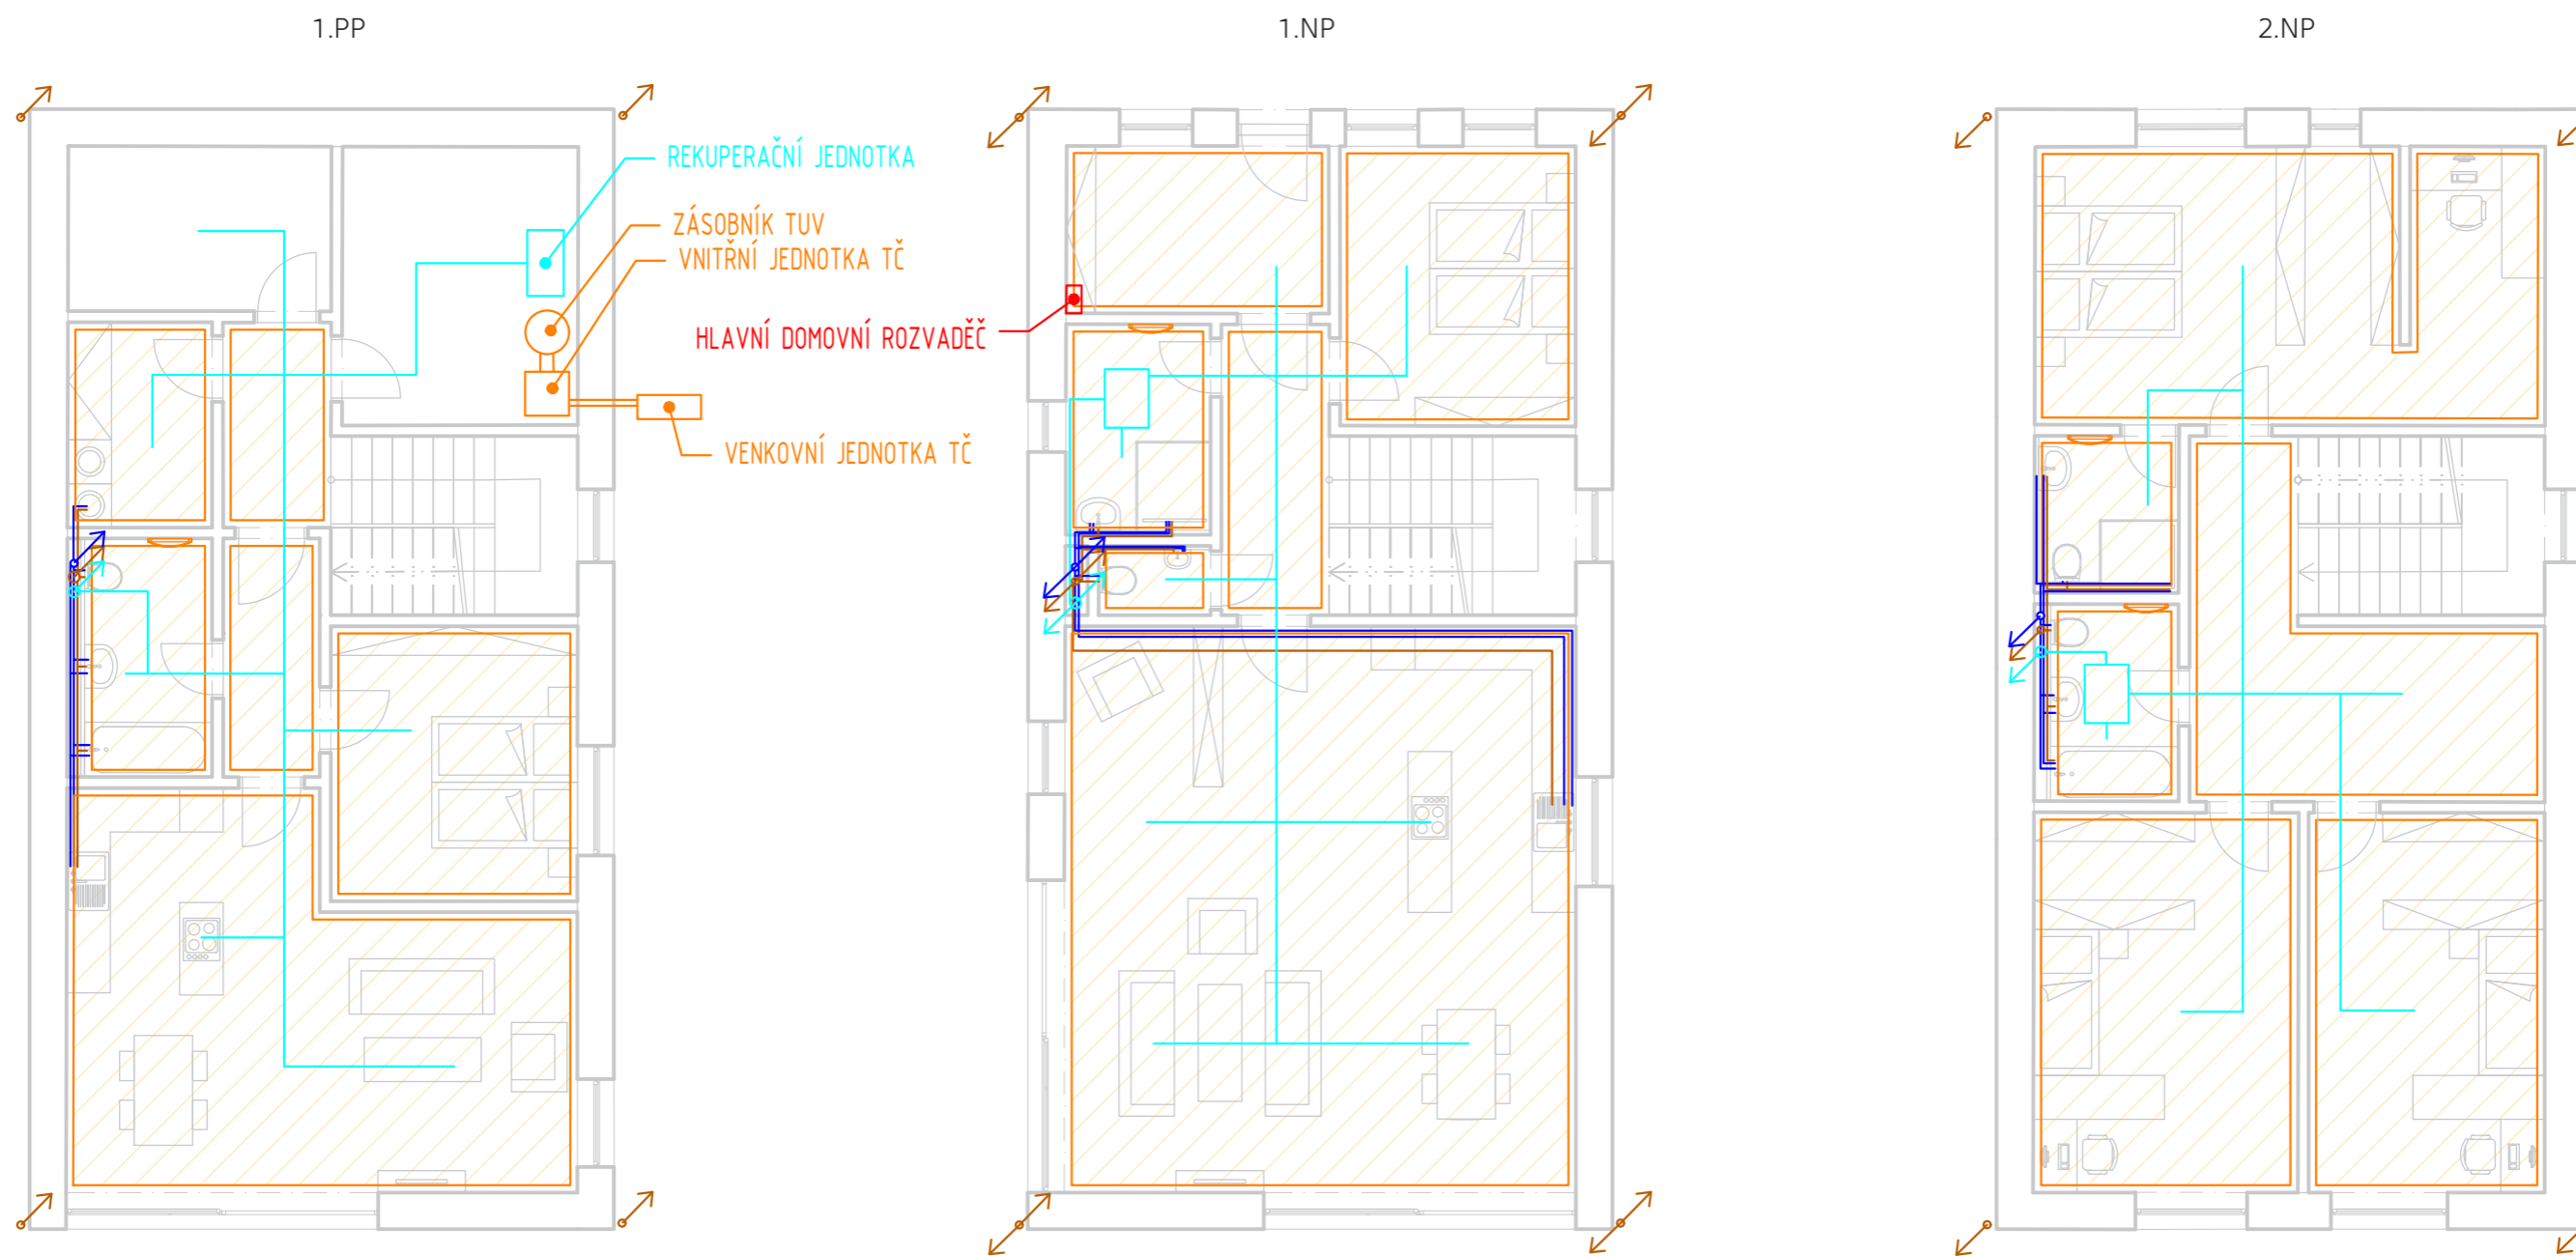 1.PP
1.NP
2.NP
REKUPERAČNÍ JEDNOTKA
ZÁSOBNÍK TUV
VNITŘNÍ JEDNOTKA TČ
HLAVNÍ DOMOVNÍ ROZVADĚČ
VENKOVNÍ JEDNOTKA TČ